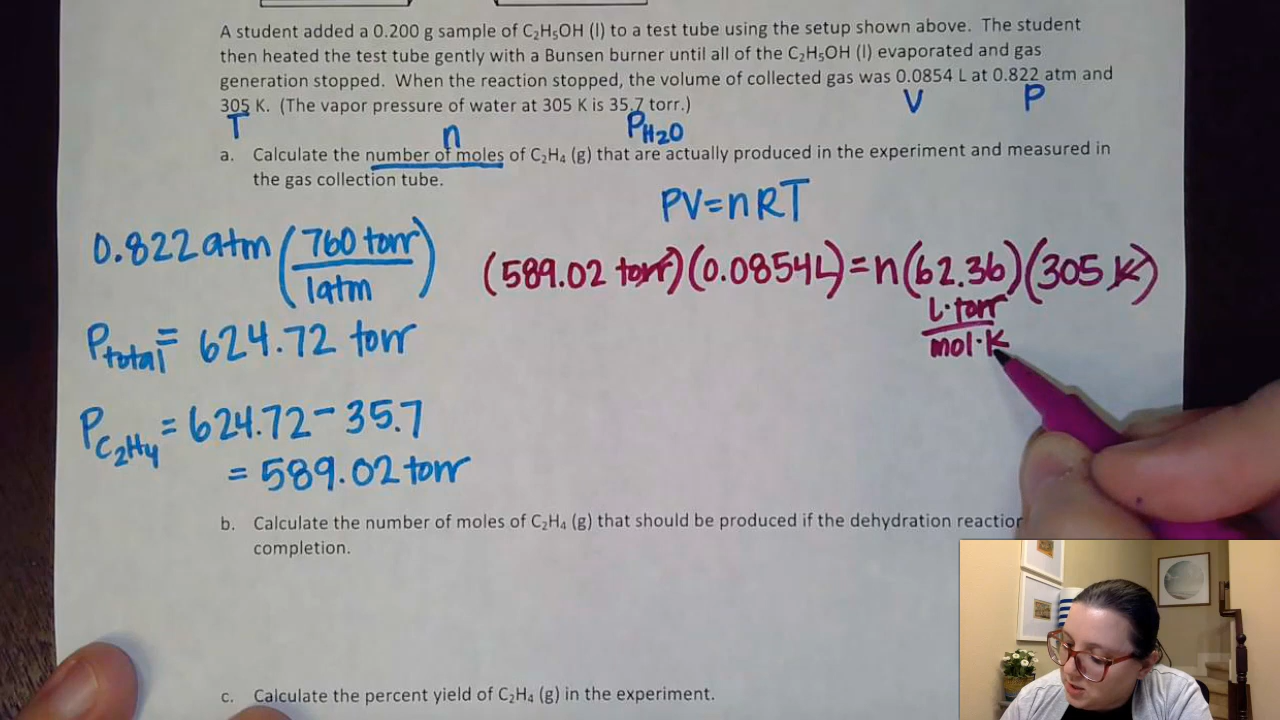 A student added a 0.200 g sample of C₂H₅OH (l) to a test tube using the setup shown above. The student
then heated the test tube gently with a Bunsen burner until all of the C₂H₅OH (l) evaporated and gas
generation stopped. When the reaction stopped, the volume of collected gas was 0.0854 L at 0.822 atm and
305 K. (The vapor pressure of water at 305 K is 35.7 torr.)
V
P
T
n
P_H₂O
a. Calculate the number of moles of C₂H₄ (g) that are actually produced in the experiment and measured in
the gas collection tube.
PV=nRT
0.822 atm (760 torr / 1 atm)
(589.02 torr)(0.0854L)=n(62.36)(305 K)
L·torr
mol·K
P_total = 624.72 torr
P_C₂H₄ = 624.72 - 35.7
= 589.02 torr
b. Calculate the number of moles of C₂H₄ (g) that should be produced if the dehydration reaction
completion.
c. Calculate the percent yield of C₂H₄ (g) in the experiment.